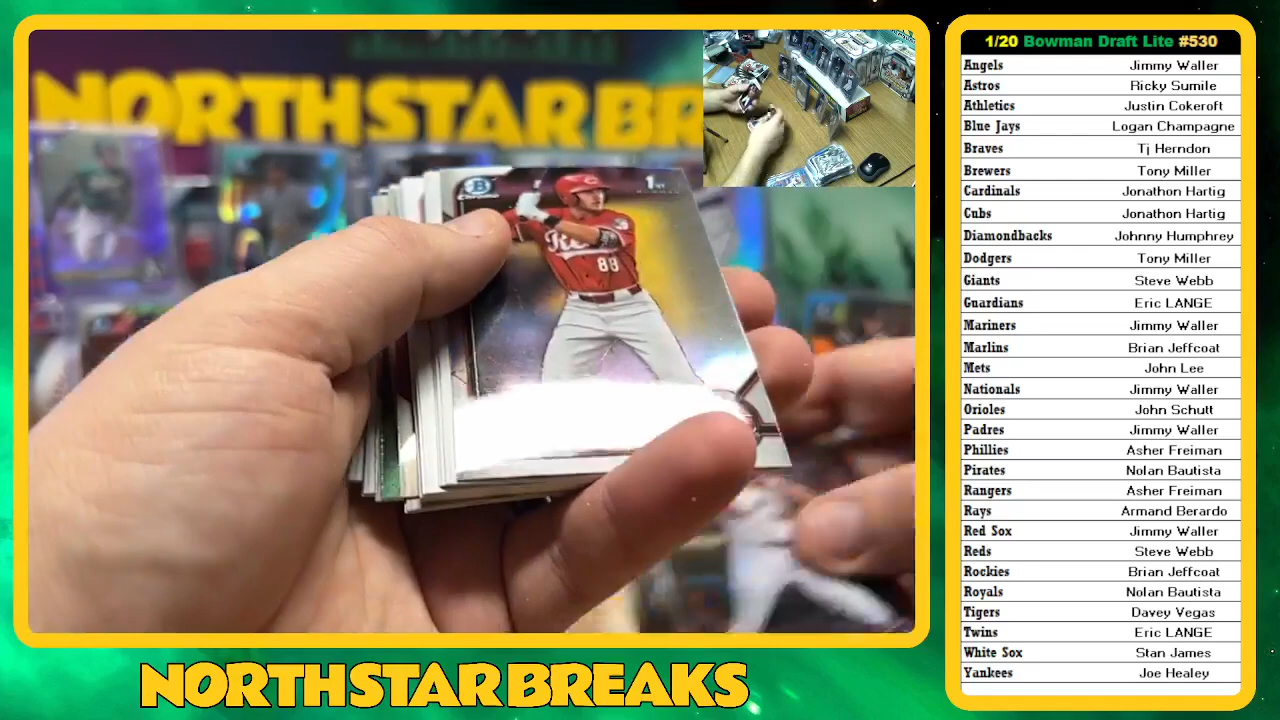 NORTHSTAR BREAKS
B
Chrome
1ST
BOWMAN
Reds
88
1/20 Bowman Draft Lite #530
Angels Jimmy Waller
Astros Ricky Sumile
Athletics Justin Cokeroft
Blue Jays Logan Champagne
Braves Tj Herndon
Brewers Tony Miller
Cardinals Jonathon Hartig
Cubs Jonathon Hartig
Diamondbacks Johnny Humphrey
Dodgers Tony Miller
Giants Steve Webb
Guardians Eric LANGE
Mariners Jimmy Waller
Marlins Brian Jeffcoat
Mets John Lee
Nationals Jimmy Waller
Orioles John Schutt
Padres Jimmy Waller
Phillies Asher Freiman
Pirates Nolan Bautista
Rangers Asher Freiman
Rays Armand Berardo
Red Sox Jimmy Waller
Reds Steve Webb
Rockies Brian Jeffcoat
Royals Nolan Bautista
Tigers Davey Vegas
Twins Eric LANGE
White Sox Stan James
Yankees Joe Healey
NORTHSTAR BREAKS